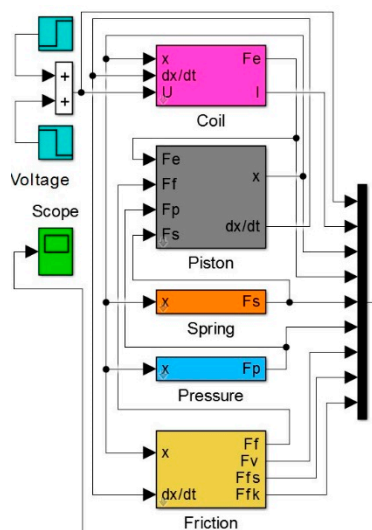 +
+
Voltage
Scope
x Fe
dx/dt
U I
Coil
Fe
Ff x
Fp
Fs dx/dt
Piston
x Fs
Spring
x Fp
Pressure
Ff
x Fv
Ffs
dx/dt Ffk
Friction